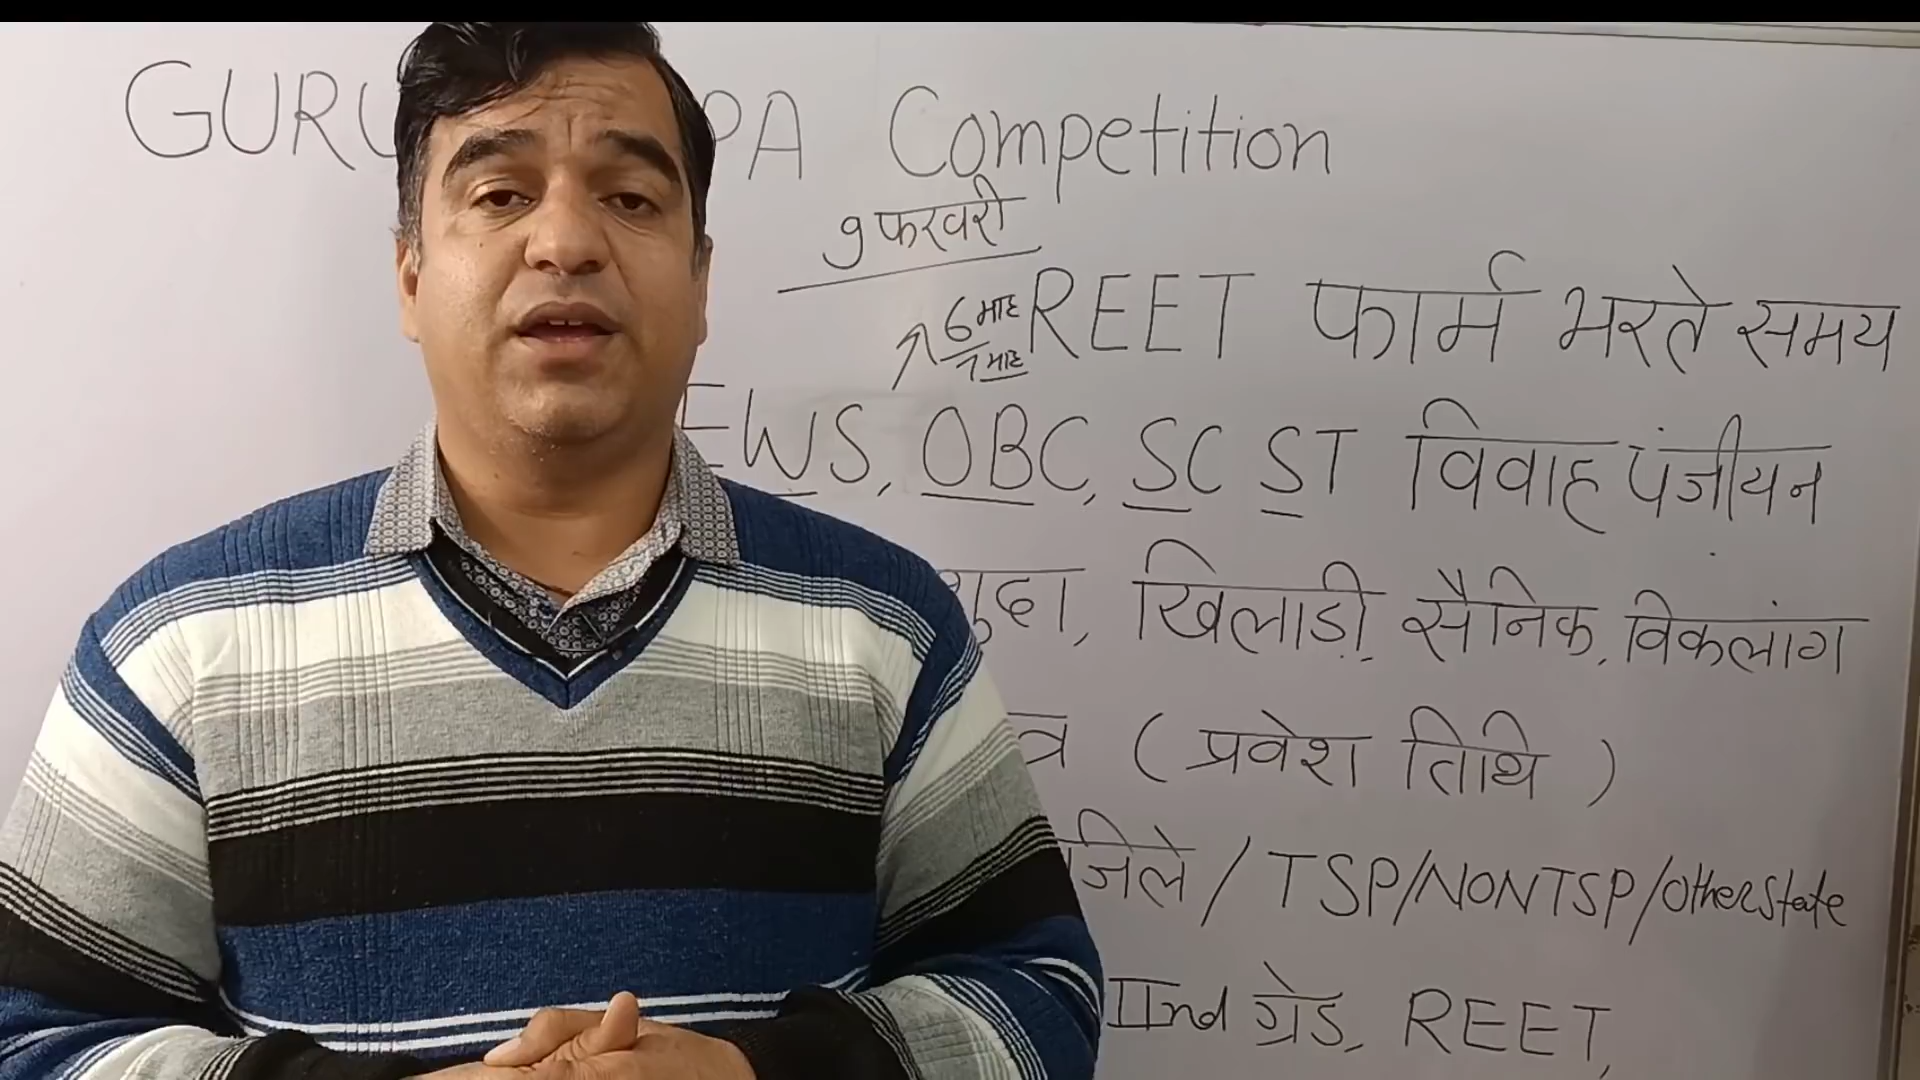 GURU PA Competition
9 फरवरी
6 माह REET फार्म भरते समय
7 माह
EWS, OBC, SC ST विवाह पंजीयन
शुदा, खिलाड़ी, सैनिक, विकलांग
( प्रवेश तिथि )
जिले / TSP/NONTSP/Other State
IInd ग्रेड, REET,